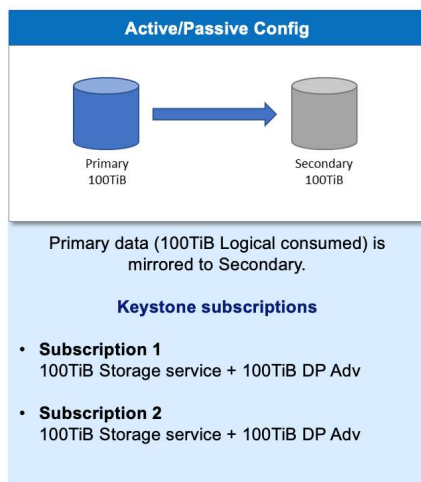 Active/Passive Config
Primary
100TiB
Secondary
100TiB
Primary data (100TiB Logical consumed) is
mirrored to Secondary.
Keystone subscriptions
• Subscription 1
100TiB Storage service + 100TiB DP Adv
• Subscription 2
100TiB Storage service + 100TiB DP Adv